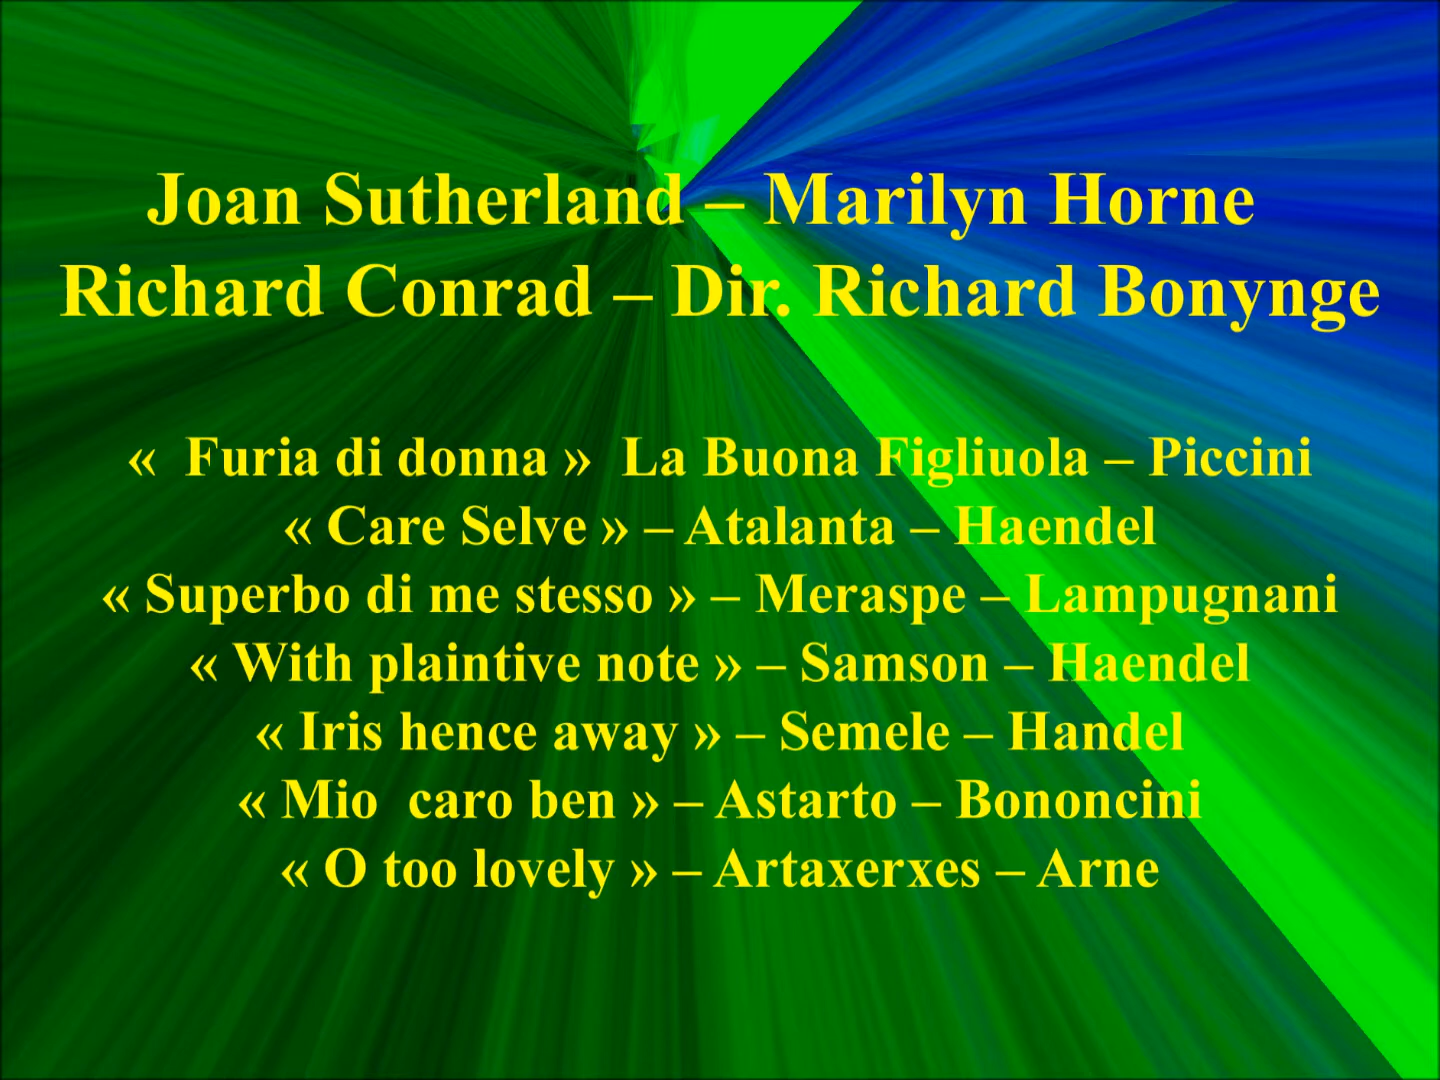 Joan Sutherland – Marilyn Horne
Richard Conrad – Dir. Richard Bonynge
«  Furia di donna »  La Buona Figliuola – Piccini
« Care Selve » – Atalanta – Haendel
« Superbo di me stesso » – Meraspe – Lampugnani
« With plaintive note » – Samson – Haendel
« Iris hence away » – Semele – Handel
« Mio  caro ben » – Astarto – Bononcini
« O too lovely » – Artaxerxes – Arne